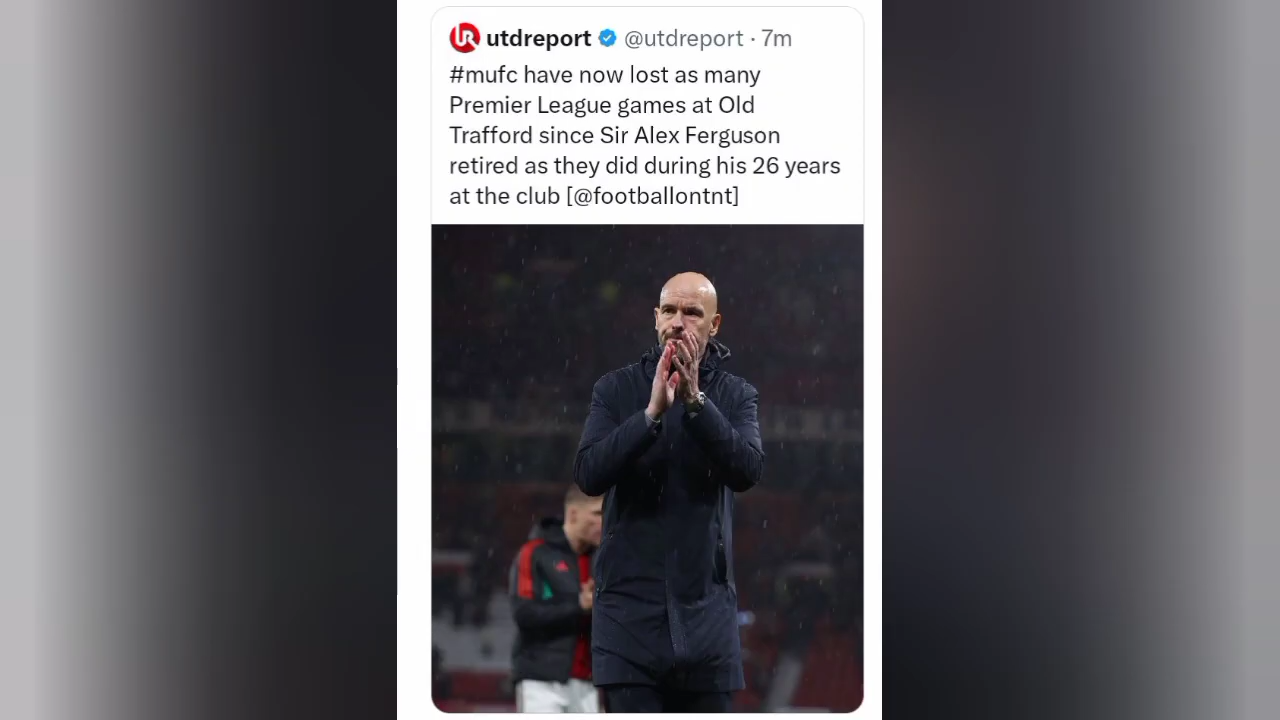 utdreport @utdreport · 7m
#mufc have now lost as many
Premier League games at Old
Trafford since Sir Alex Ferguson
retired as they did during his 26 years
at the club [@footballontnt]